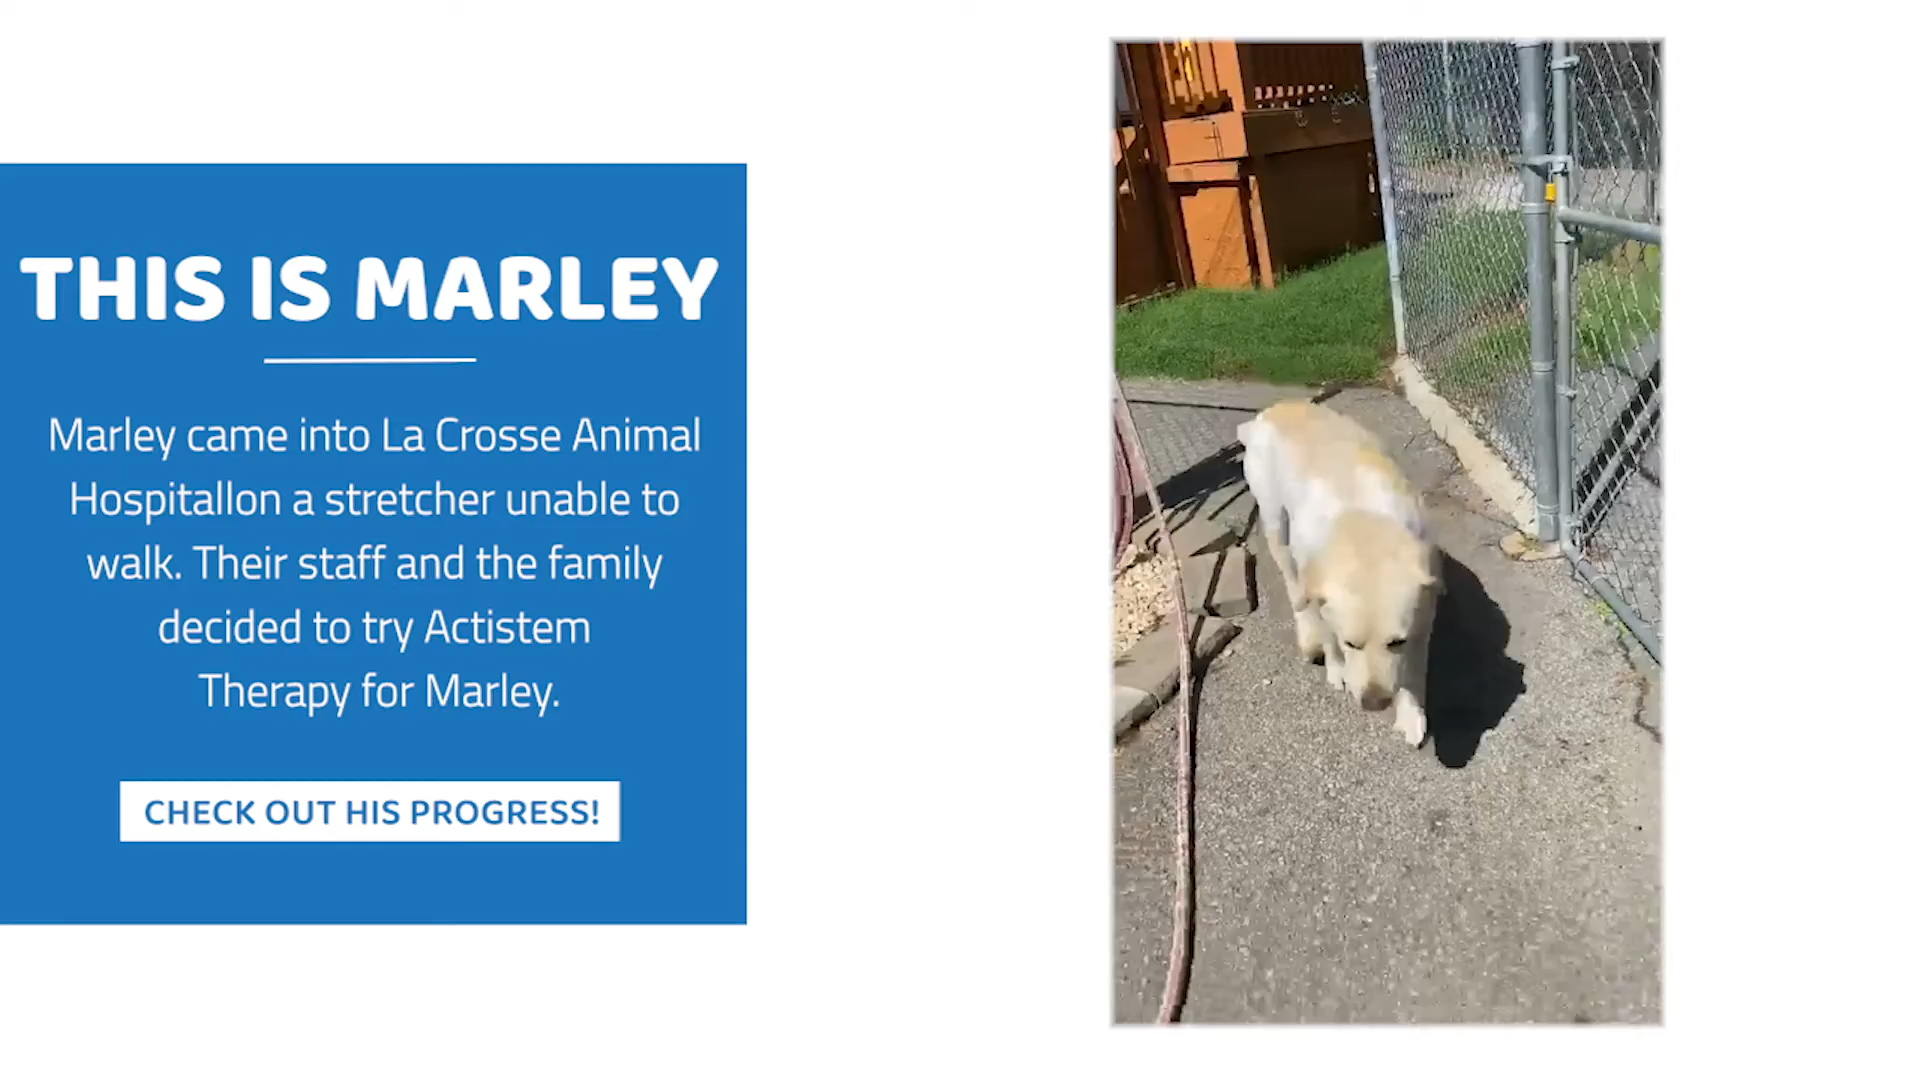 THIS IS MARLEY
Marley came into La Crosse Animal
Hospitallon a stretcher unable to
walk. Their staff and the family
decided to try Actistem
Therapy for Marley.
CHECK OUT HIS PROGRESS!